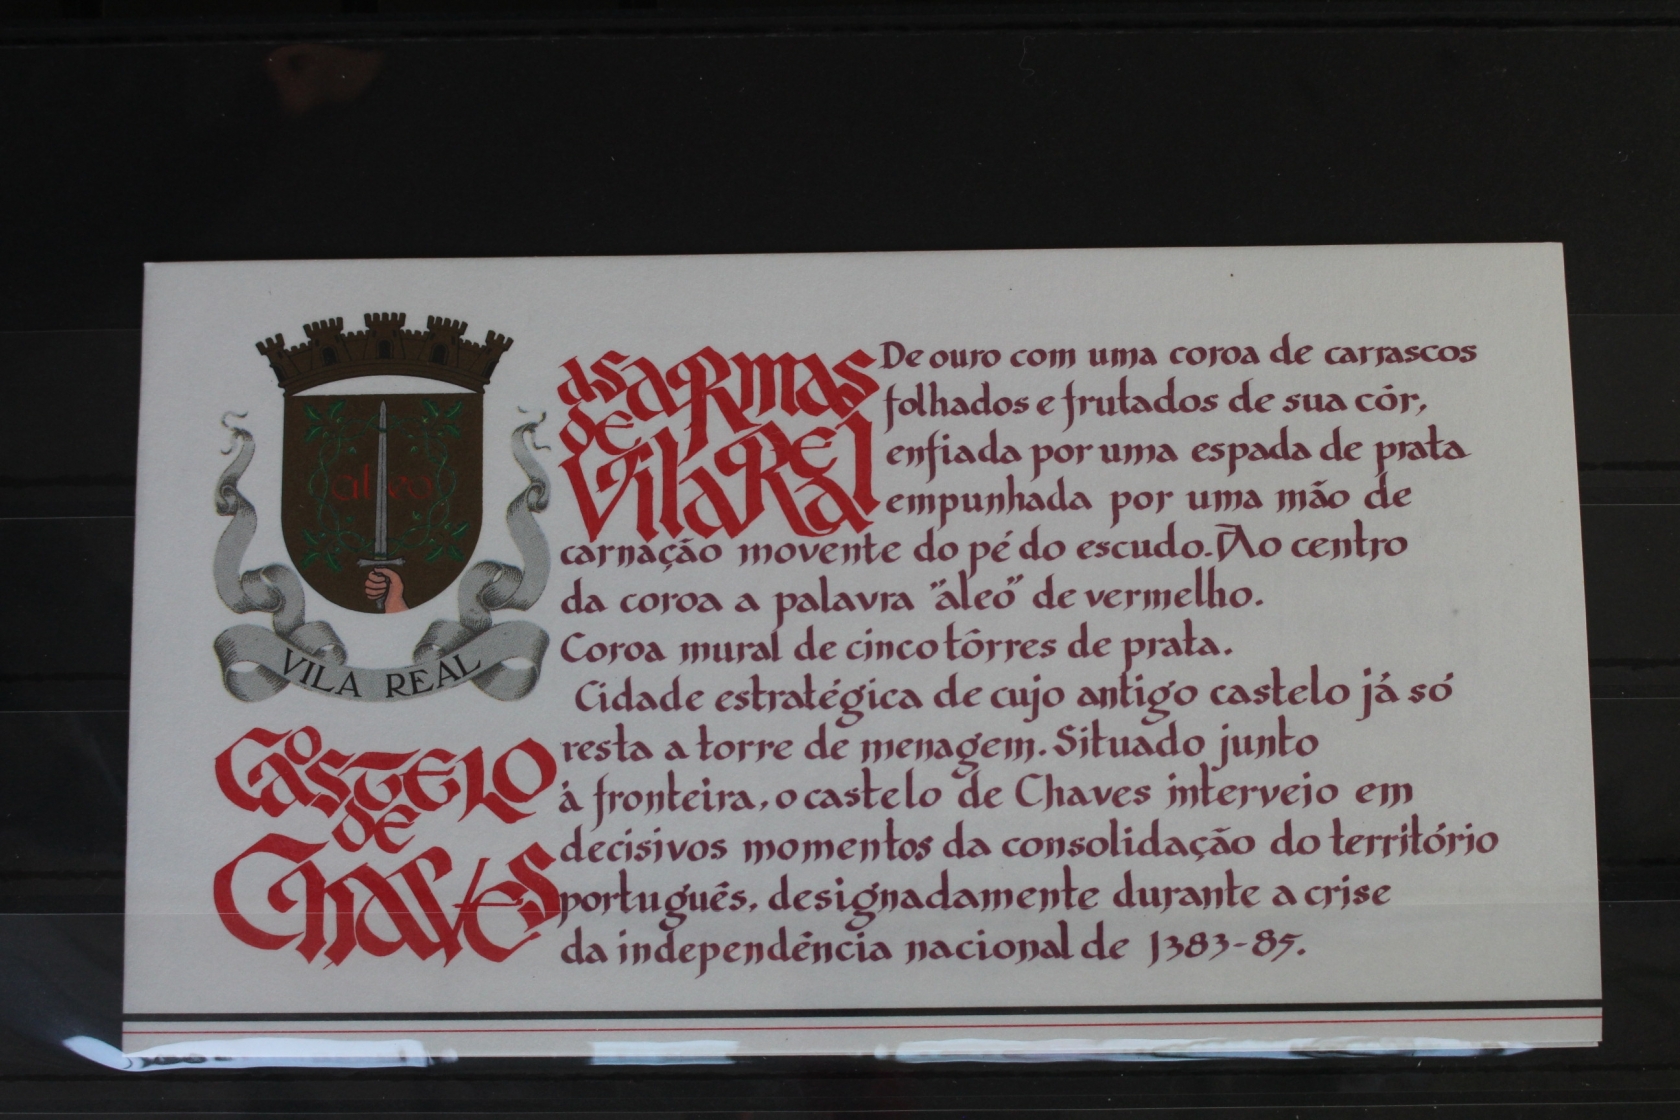 aleo
VILA REAL
As armas
de
Vila Real
De ouro com uma coroa de carrascos
folhados e frutados de sua côr,
enfiada por uma espada de prata
empunhada por uma mão de
carnação movente do pé do escudo. Ao centro
da coroa a palavra "aleo" de vermelho.
Coroa mural de cinco tôrres de prata.
O
Castelo
de
Chaves
Cidade estratégica de cujo antigo castelo já só
resta a torre de menagem. Situado junto
à fronteira, o castelo de Chaves interveio em
decisivos momentos da consolidação do território
português, designadamente durante a crise
da independência nacional de 1383-85.